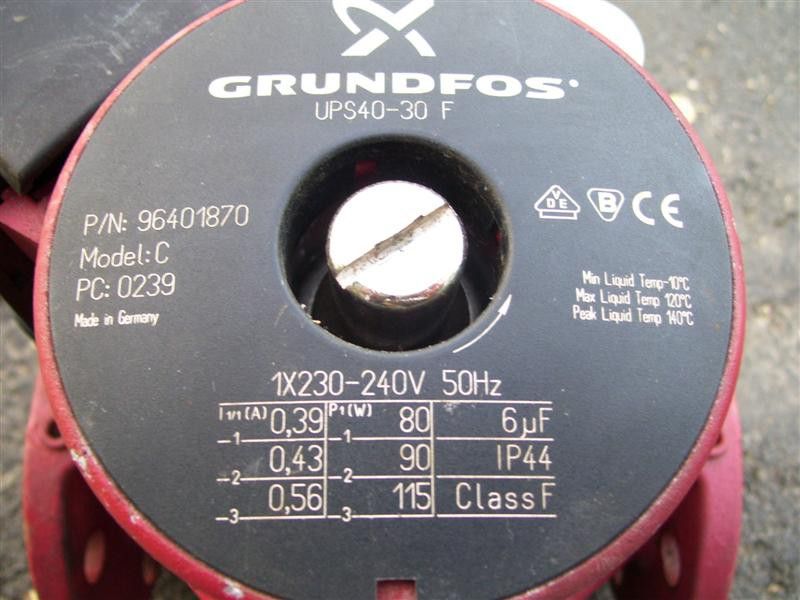 GRUNDFOS
UPS40-30 F
P/N: 96401870
Model: C
PC: 0239
Made in Germany
VDE
B
CE
Min Liquid Temp -10°C
Max Liquid Temp 120°C
Peak Liquid Temp 140°C
1X230-240V 50Hz
I 1/1 (A) 0,39 P1 (W) 80 6µF
1 1
0,43 90 IP44
2 2
0,56 115 Class F
3 3